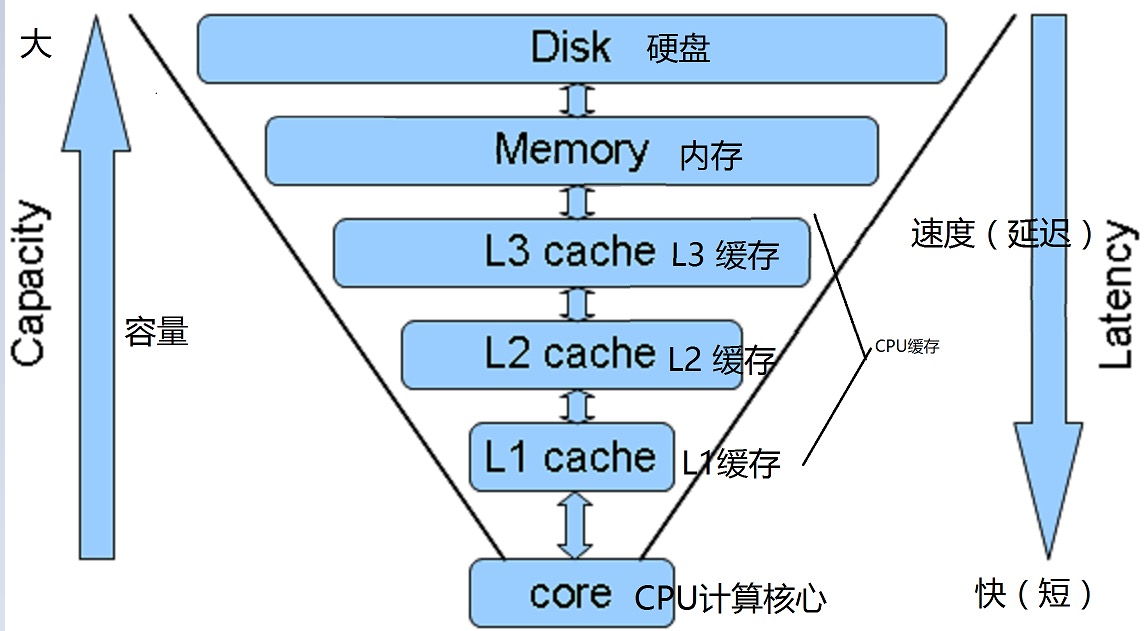 大
Disk 硬盘
Memory 内存
L3 cache L3 缓存
速度（延迟）
Capacity
容量
Latency
L2 cache L2 缓存
CPU缓存
L1 cache L1缓存
core CPU计算核心
快（短）